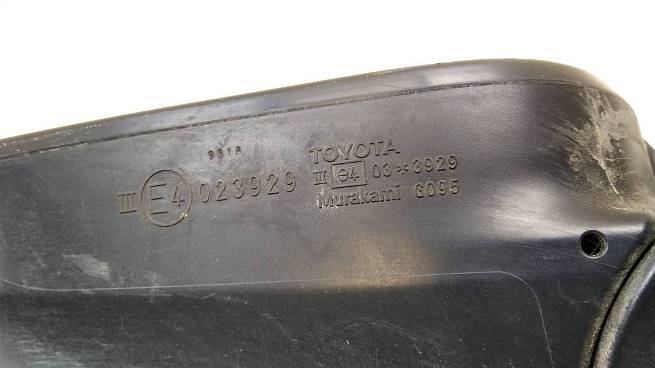 TOYOTA
III E4 023929
III e4 03*3929
Murakami G095